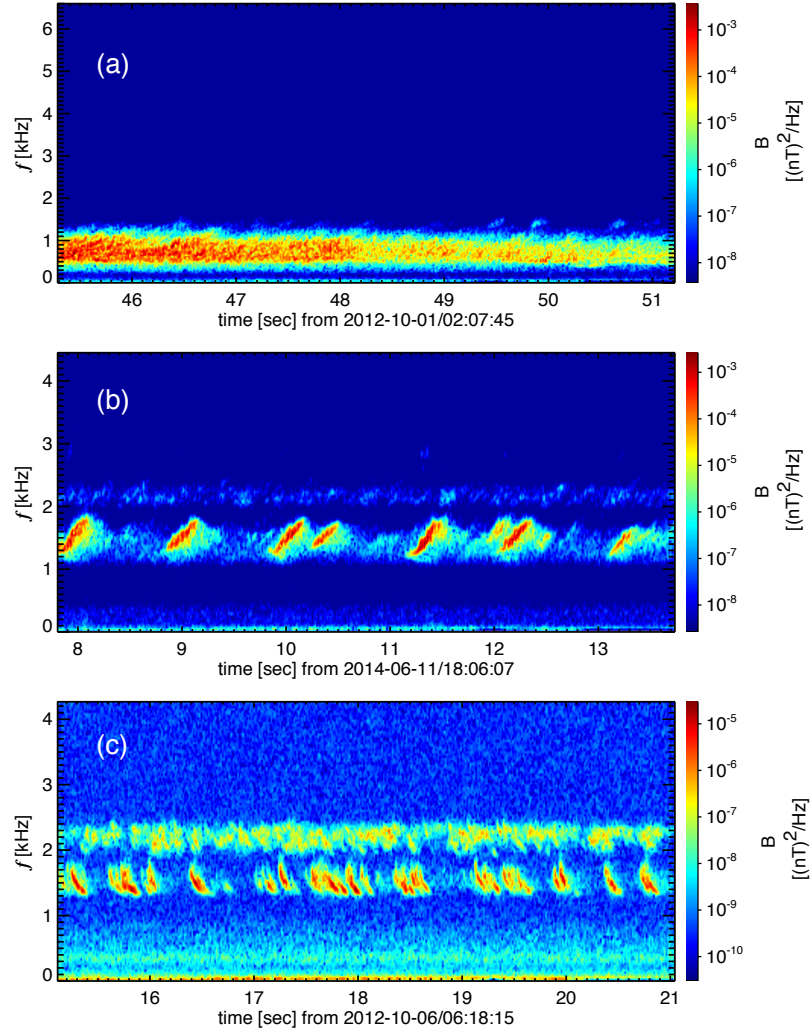 (a)
f [kHz]
6
5
4
3
2
1
0
46 47 48 49 50 51
time [sec] from 2012-10-01/02:07:45
10^-3
10^-4
10^-5
10^-6
10^-7
10^-8
B
[(nT)^2/Hz]
(b)
f [kHz]
4
3
2
1
0
8 9 10 11 12 13
time [sec] from 2014-06-11/18:06:07
10^-3
10^-4
10^-5
10^-6
10^-7
10^-8
B
[(nT)^2/Hz]
(c)
f [kHz]
4
3
2
1
0
16 17 18 19 20 21
time [sec] from 2012-10-06/06:18:15
10^-5
10^-6
10^-7
10^-8
10^-9
10^-10
B
[(nT)^2/Hz]